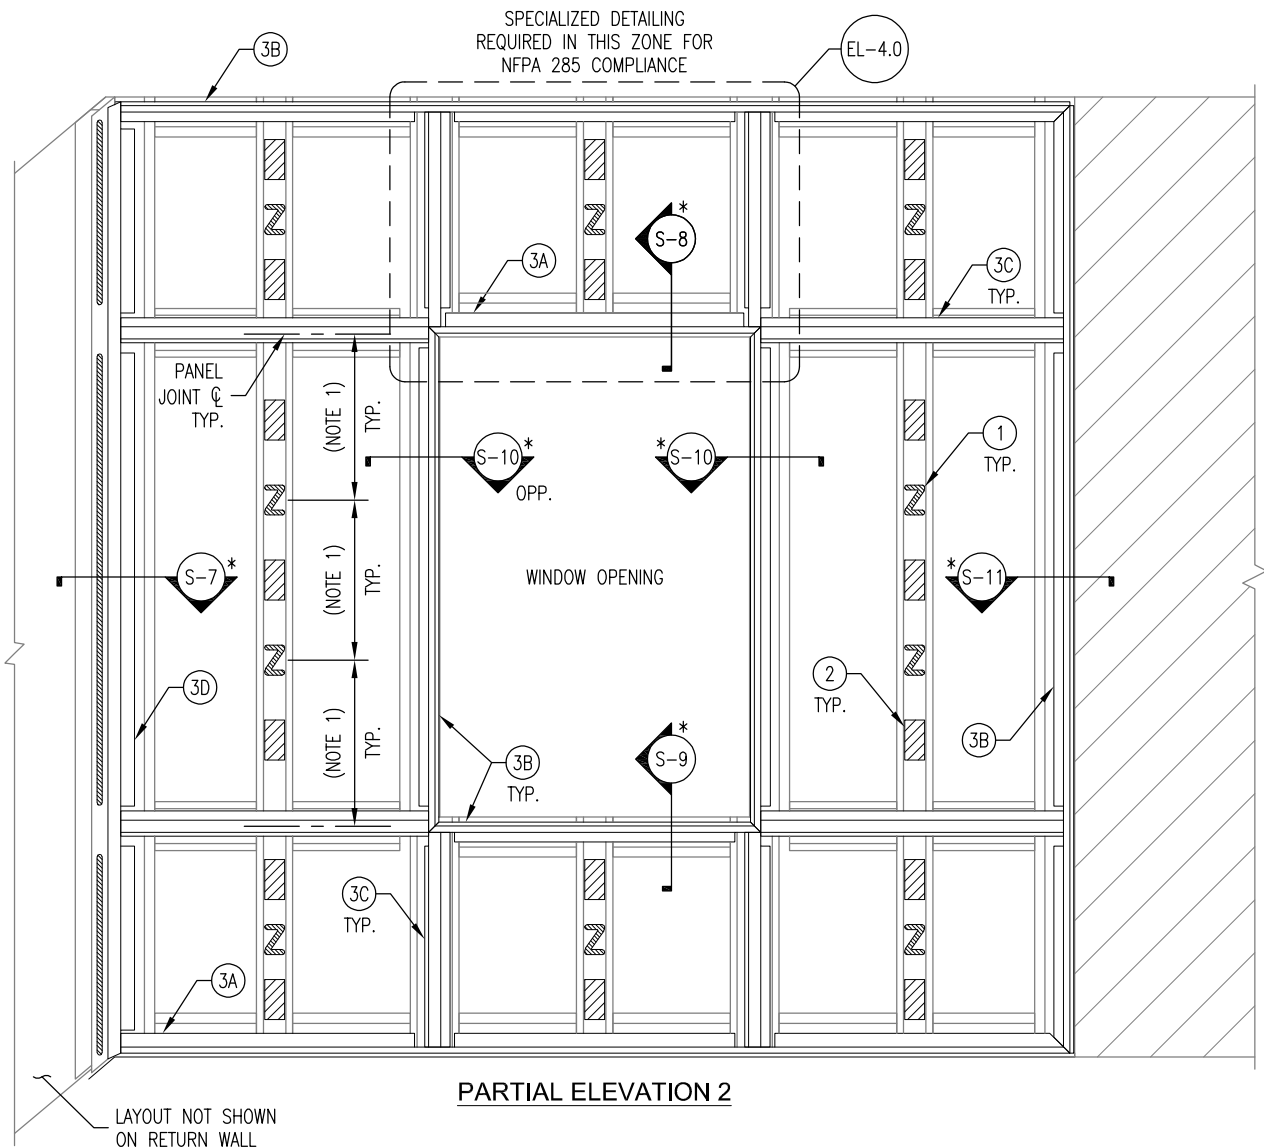 SPECIALIZED DETAILING
REQUIRED IN THIS ZONE FOR
NFPA 285 COMPLIANCE
EL-4.0
3B
S-8 *
3A
3C
TYP.
PANEL
JOINT ℄
TYP.
(NOTE 1)
TYP.
S-10 *
OPP.
* S-10
1
TYP.
(NOTE 1)
TYP.
S-7 *
WINDOW OPENING
* S-11
3D
(NOTE 1)
TYP.
2
TYP.
3B
3B
TYP.
S-9 *
3C
TYP.
3A
PARTIAL ELEVATION 2
LAYOUT NOT SHOWN
ON RETURN WALL